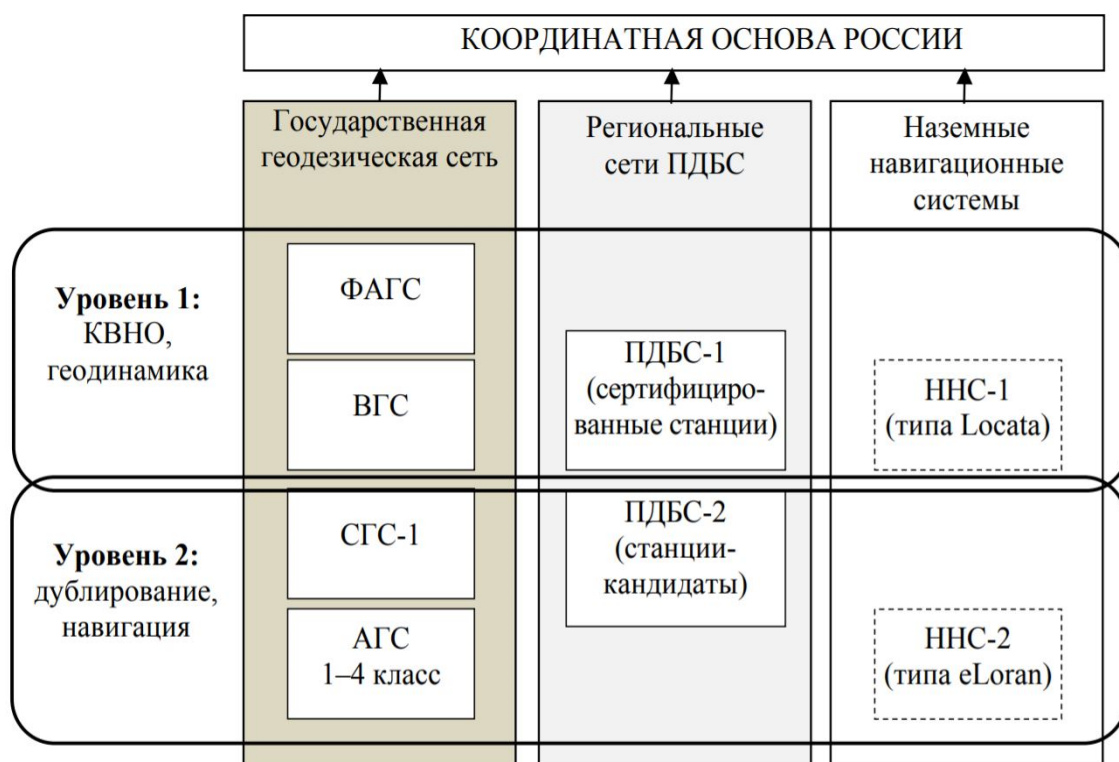 КООРДИНАТНАЯ ОСНОВА РОССИИ
Государственная
геодезическая сеть
Региональные
сети ПДБС
Наземные
навигационные
системы
Уровень 1:
КВНО,
геодинамика
ФАГС
ВГС
ПДБС-1
(сертифициро-
ванные станции)
ННС-1
(типа Locata)
Уровень 2:
дублирование,
навигация
СГС-1
АГС
1–4 класс
ПДБС-2
(станции-
кандидаты)
ННС-2
(типа eLoran)